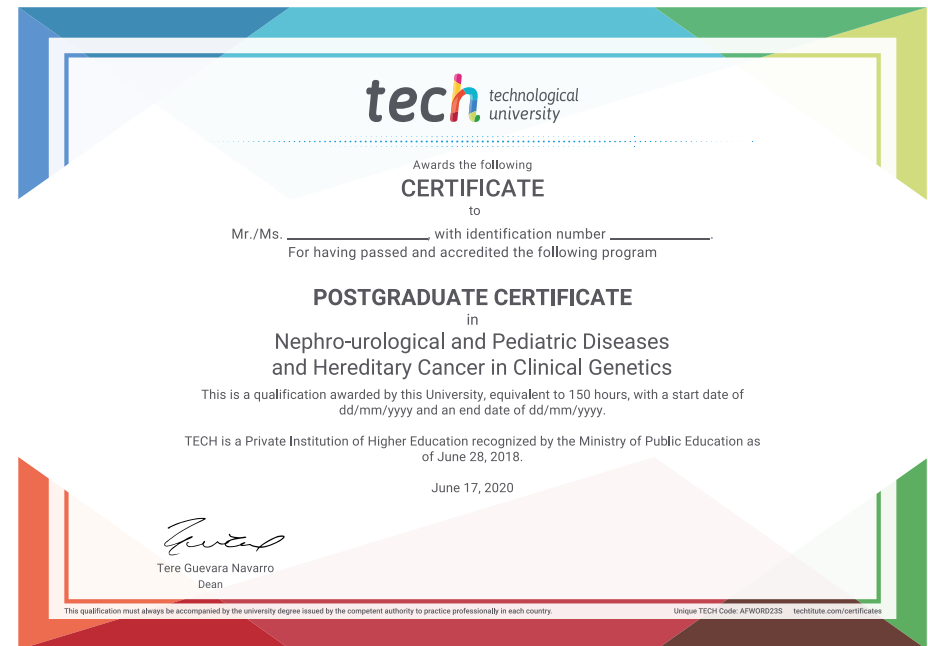 tech technological
university
Awards the following
CERTIFICATE
to
Mr./Ms. ____________________, with identification number ______________.
For having passed and accredited the following program
POSTGRADUATE CERTIFICATE
in
Nephro-urological and Pediatric Diseases
and Hereditary Cancer in Clinical Genetics
This is a qualification awarded by this University, equivalent to 150 hours, with a start date of
dd/mm/yyyy and an end date of dd/mm/yyyy.
TECH is a Private Institution of Higher Education recognized by the Ministry of Public Education as
of June 28, 2018.
June 17, 2020
Tere Guevara Navarro
Dean
This qualification must always be accompanied by the university degree issued by the competent authority to practice professionally in each country. Unique TECH Code: AFWORD23S techtitute.com/certificates